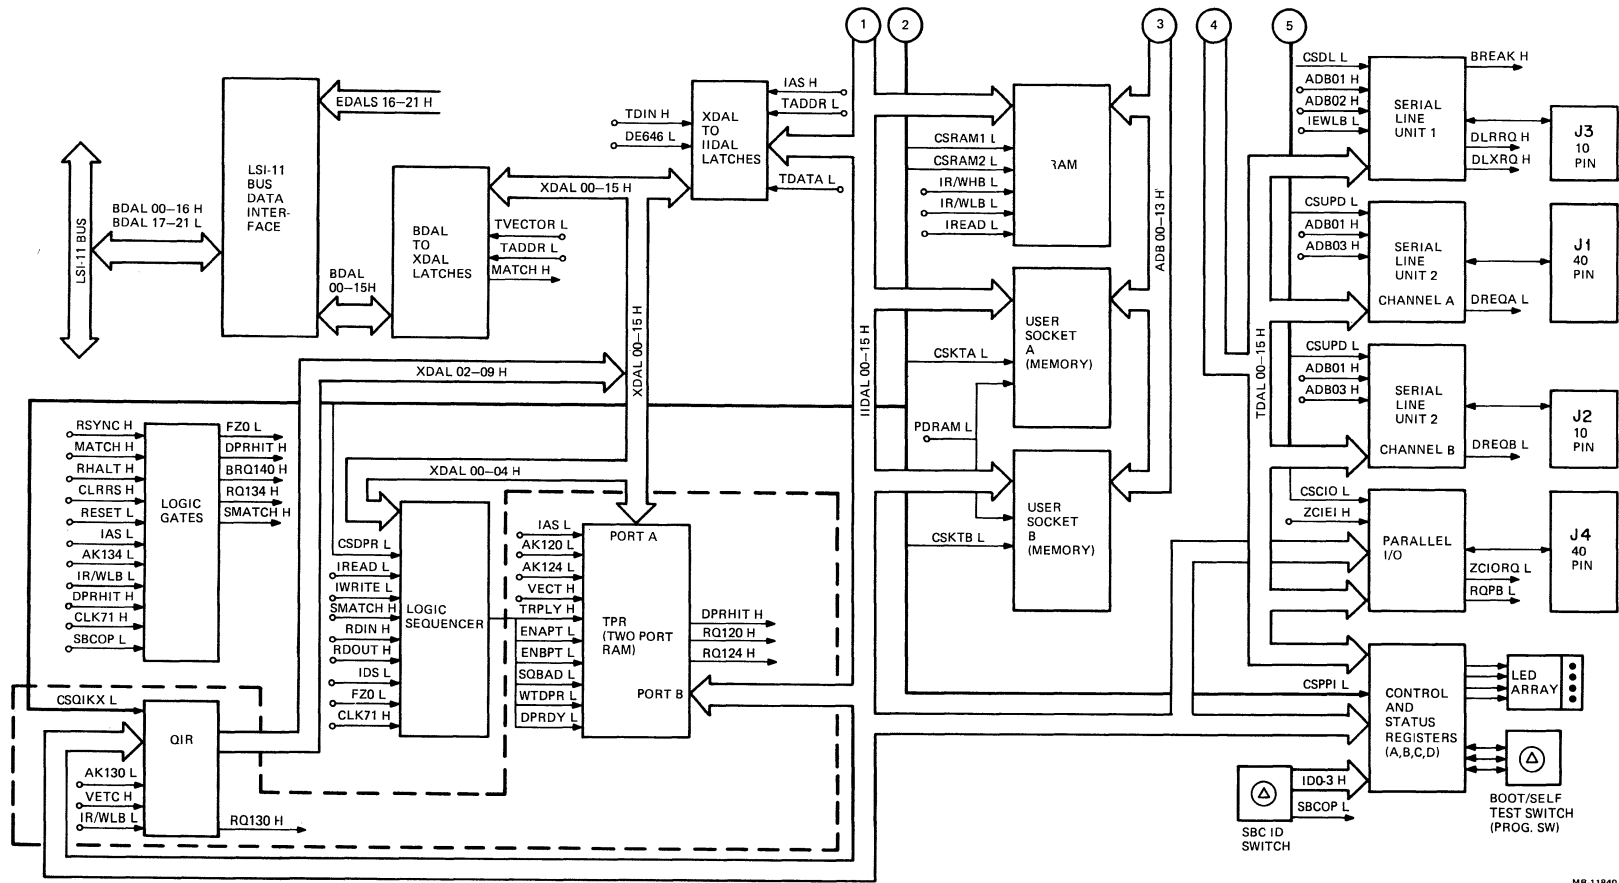 1
2
3
4
5
LSI-11 BUS
BDAL 00–16 H
BDAL 17–21 L
LSI-11
BUS
DATA
INTER-
FACE
EDALS 16–21 H
BDAL
00–15H
BDAL
TO
XDAL
LATCHES
XDAL 00–15 H
TVECTOR L
TADDR L
MATCH H
TDIN H
DE646 L
XDAL
TO
IIDAL
LATCHES
IAS H
TADDR L
TDATA L
XDAL 00–15 H
XDAL 02–09 H
XDAL 00–04 H
RSYNC H
MATCH H
RHALT H
CLRRS H
RESET L
IAS L
AK134 L
IR/WLB L
DPRHIT H
CLK71 H
SBCOP L
LOGIC
GATES
FZ0 L
DPRHIT H
BRQ140 H
RQ134 H
SMATCH H
CSDPR L
IREAD L
IWRITE L
SMATCH H
RDIN H
RDOUT H
IDS L
FZ0 L
CLK71 H
LOGIC
SEQUENCER
IAS L
AK120 L
AK124 L
VECT H
TRPLY H
ENAPT L
ENBPT L
SQBAD L
WTDPR L
DPRDY L
PORT A
TPR
(TWO PORT
RAM)
PORT B
DPRHIT H
RQ120 H
RQ124 H
CSQIKX L
QIR
AK130 L
VETC H
IR/WLB L
RQ130 H
IIDAL 00–15 H
CSRAM1 L
CSRAM2 L
IR/WHB L
IR/WLB L
IREAD L
RAM
ADB 00–13 H
CSKTA L
USER
SOCKET
A
(MEMORY)
PDRAM L
CSKTB L
USER
SOCKET
B
(MEMORY)
TDAL 00–15 H
CSDL L
ADB01 H
ADB02 H
IEWLB L
SERIAL
LINE
UNIT 1
BREAK H
DLRRQ H
DLXRQ H
J3
10
PIN
CSUPD L
ADB01 H
ADB03 H
SERIAL
LINE
UNIT 2
CHANNEL A
DREQA L
J1
40
PIN
CSUPD L
ADB01 H
ADB03 H
SERIAL
LINE
UNIT 2
CHANNEL B
DREQB L
J2
10
PIN
CSCIO L
ZCIEI H
PARALLEL
I/O
ZCIORQ L
RQPB L
J4
40
PIN
CSPPI L
CONTROL
AND
STATUS
REGISTERS
(A,B,C,D)
LED
ARRAY
ID0-3 H
SBCOP L
SBC ID
SWITCH
BOOT/SELF
TEST SWITCH
(PROG. SW)
MR-11840